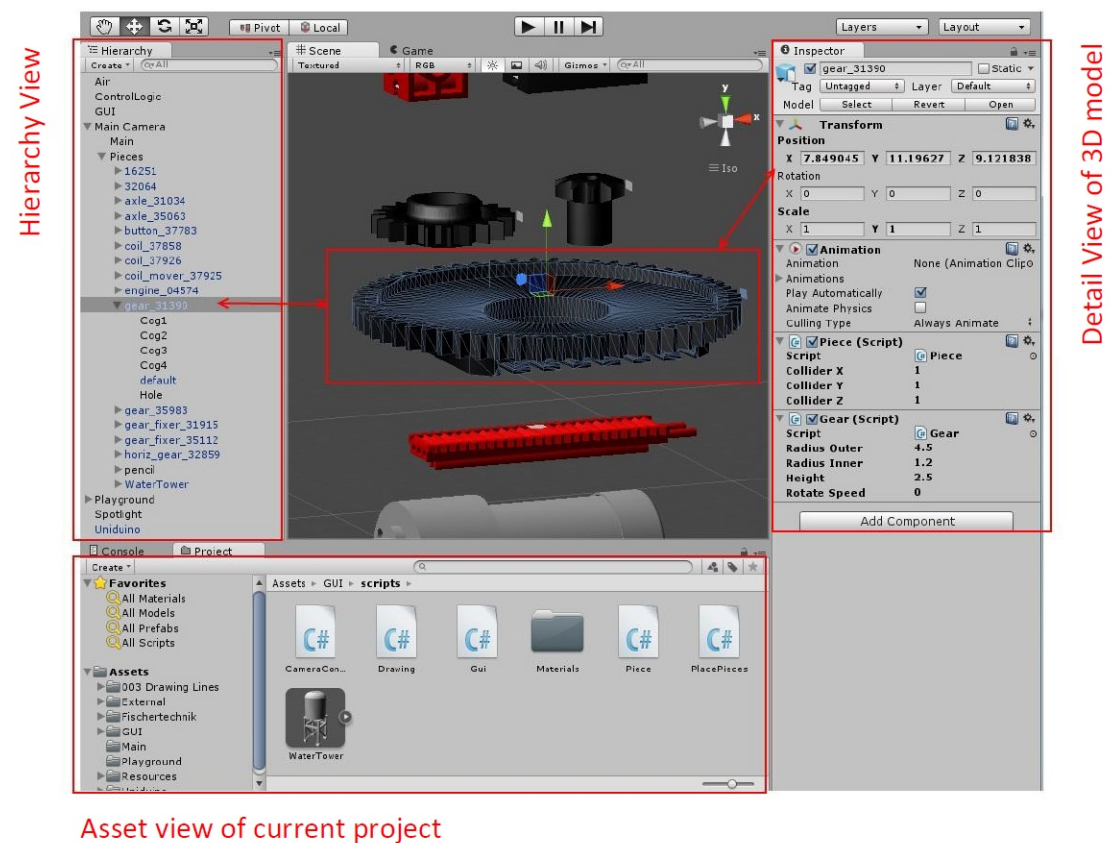 Pivot Local Layers Layout
Hierarchy View
Hierarchy
Create All
Air
ControlLogic
GUI
Main Camera
Main
Pieces
16251
32064
axle_31034
axle_35063
button_37783
coil_37858
coil_37926
coil_mover_37925
engine_04574
gear_31390
Cog1
Cog2
Cog3
Cog4
default
Hole
gear_35983
gear_fixer_31915
gear_fixer_35112
horiz_gear_32859
pencil
WaterTower
Playground
Spotlight
Uniduino
Scene Game
Textured RGB Gizmos All
y
x
Iso
Inspector
gear_31390 Static
Tag Untagged Layer Default
Model Select Revert Open
Transform
Position
X 7.849045 Y 11.19627 Z 9.121838
Rotation
X 0 Y 0 Z 0
Scale
X 1 Y 1 Z 1
Animation
Animation None (Animation Clip
Animations
Play Automatically
Animate Physics
Culling Type Always Animate
Piece (Script)
Script Piece
Collider X 1
Collider Y 1
Collider Z 1
Gear (Script)
Script Gear
Radius Outer 4.5
Radius Inner 1.2
Height 2.5
Rotate Speed 0
Add Component
Detail View of 3D model
Console Project
Create
Favorites
All Materials
All Models
All Prefabs
All Scripts
Assets
003 Drawing Lines
External
Fischertechnik
GUI
Main
Playground
Resources
Assets GUI scripts
C# C# C# C# C#
CameraCon... Drawing Gui Materials Piece PlacePieces
WaterTower
Asset view of current project